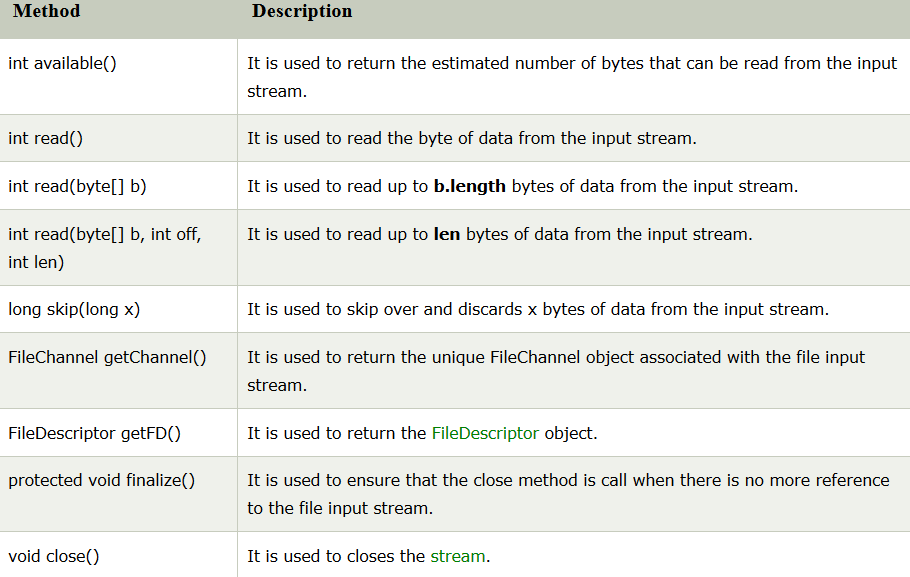 Method Description
int available() It is used to return the estimated number of bytes that can be read from the input
stream.
int read() It is used to read the byte of data from the input stream.
int read(byte[] b) It is used to read up to b.length bytes of data from the input stream.
int read(byte[] b, int off, It is used to read up to len bytes of data from the input stream.
int len)
long skip(long x) It is used to skip over and discards x bytes of data from the input stream.
FileChannel getChannel() It is used to return the unique FileChannel object associated with the file input
stream.
FileDescriptor getFD() It is used to return the FileDescriptor object.
protected void finalize() It is used to ensure that the close method is call when there is no more reference
to the file input stream.
void close() It is used to closes the stream.